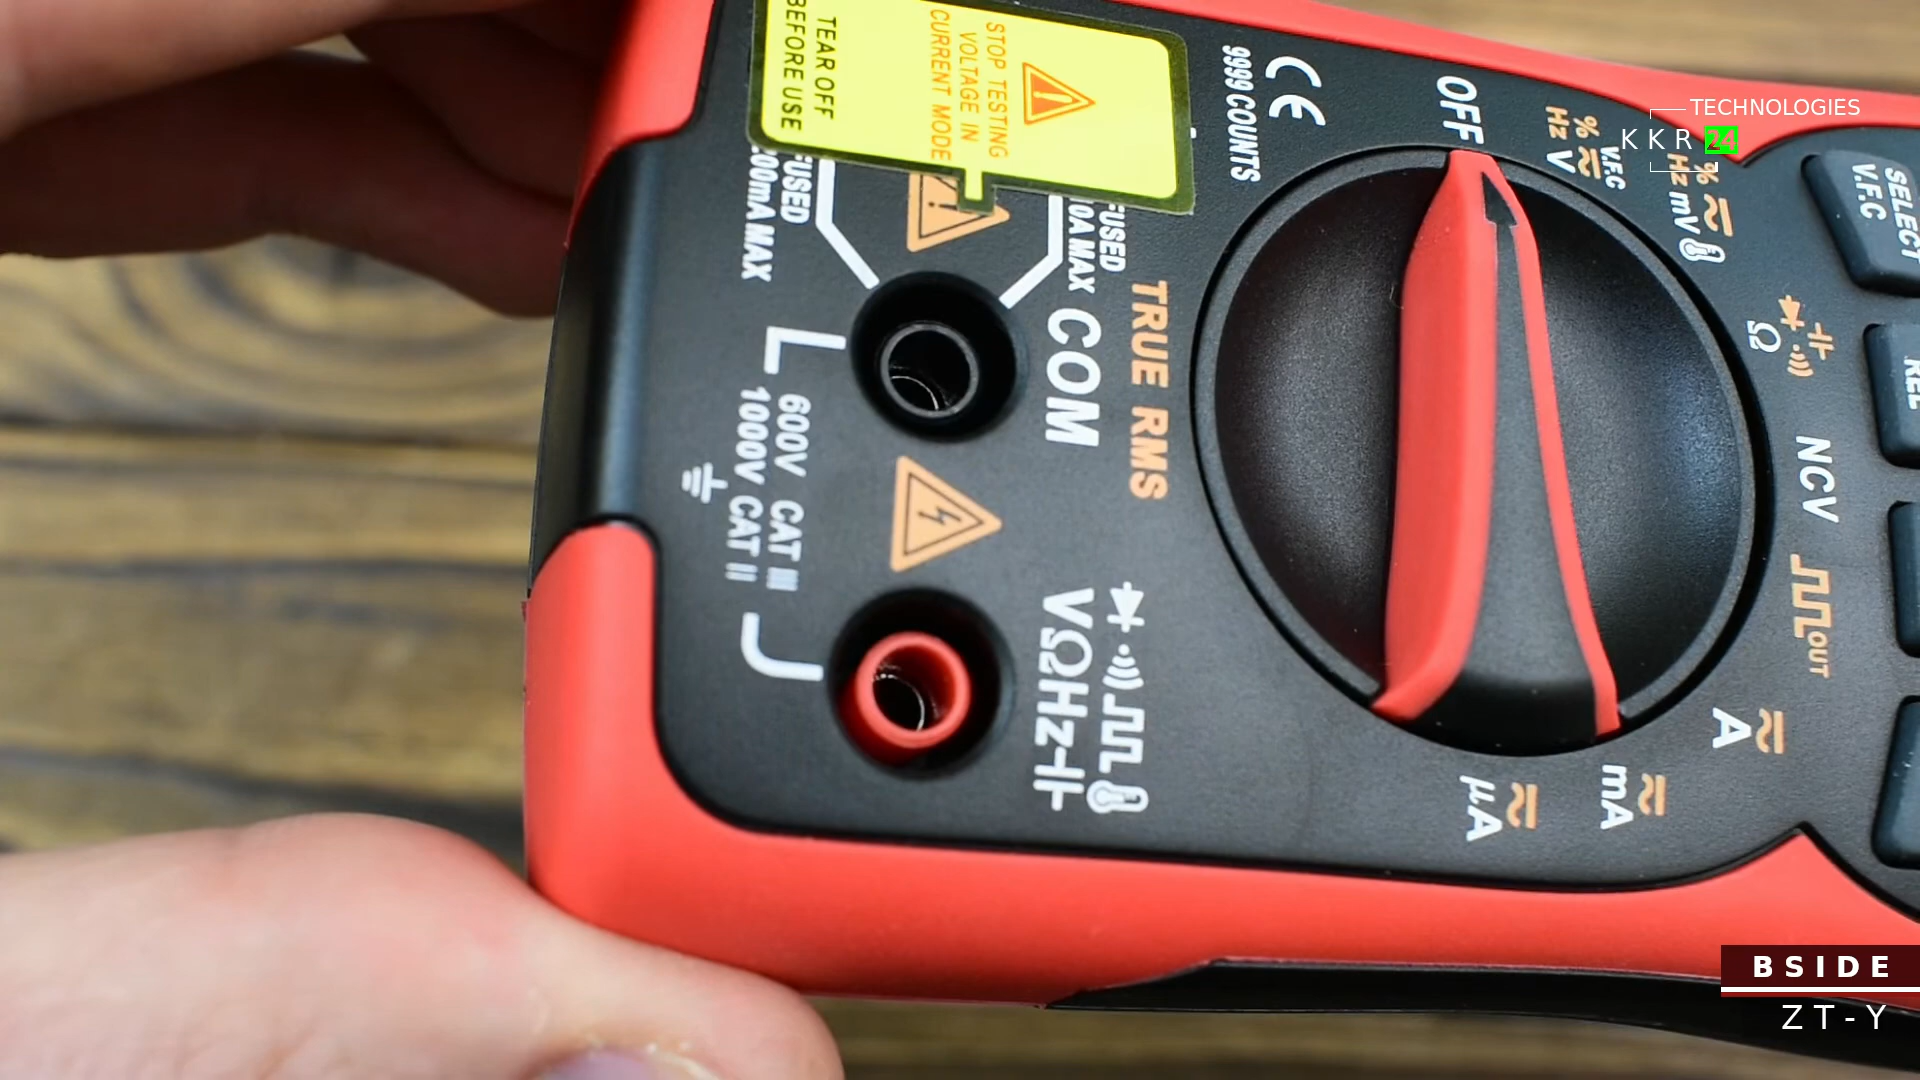 TEAR OFF
BEFORE USE
STOP TESTING
VOLTAGE IN
CURRENT MODE
FUSED
MAX
FUSED
10A MAX
COM
TRUE RMS
600V CAT III
1000V CAT II
VΩHz
CE
9999 COUNTS
OFF
Hz %
V
V.F.C
Hz %
mV
Ω
NCV
OUT
A
mA
μA
SELECT
V.F.C
REL
TECHNOLOGIES
KKR 24
BSIDE
ZT-Y